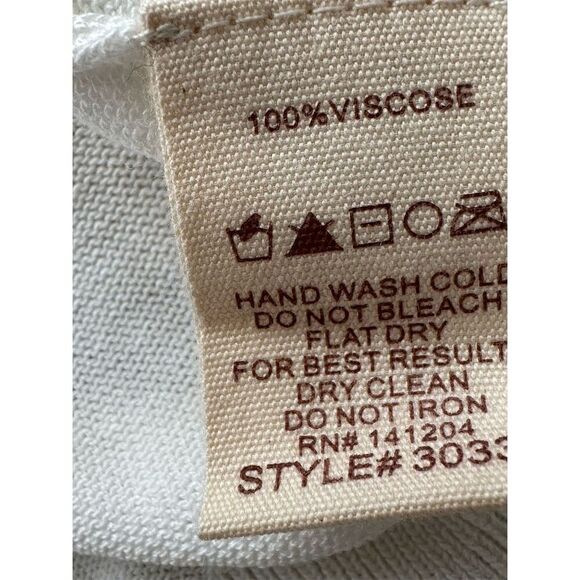 100%VISCOSE
HAND WASH COLD
DO NOT BLEACH
FLAT DRY
FOR BEST RESULT
DRY CLEAN
DO NOT IRON
RN# 141204
STYLE# 3033